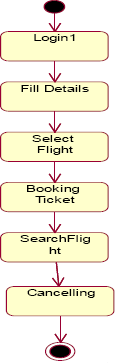 Login1
Fill Details
Select
Flight
Booking
Ticket
SearchFlig
ht
Cancelling